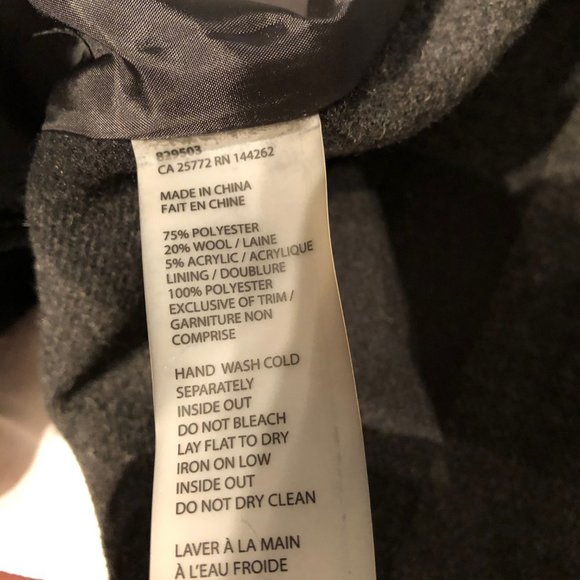 829503
CA 25772 RN 144262
MADE IN CHINA
FAIT EN CHINE
75% POLYESTER
20% WOOL / LAINE
5% ACRYLIC / ACRYLIQUE
LINING / DOUBLURE
100% POLYESTER
EXCLUSIVE OF TRIM /
GARNITURE NON
COMPRISE
HAND WASH COLD
SEPARATELY
INSIDE OUT
DO NOT BLEACH
LAY FLAT TO DRY
IRON ON LOW
INSIDE OUT
DO NOT DRY CLEAN
LAVER À LA MAIN
À L'EAU FROIDE